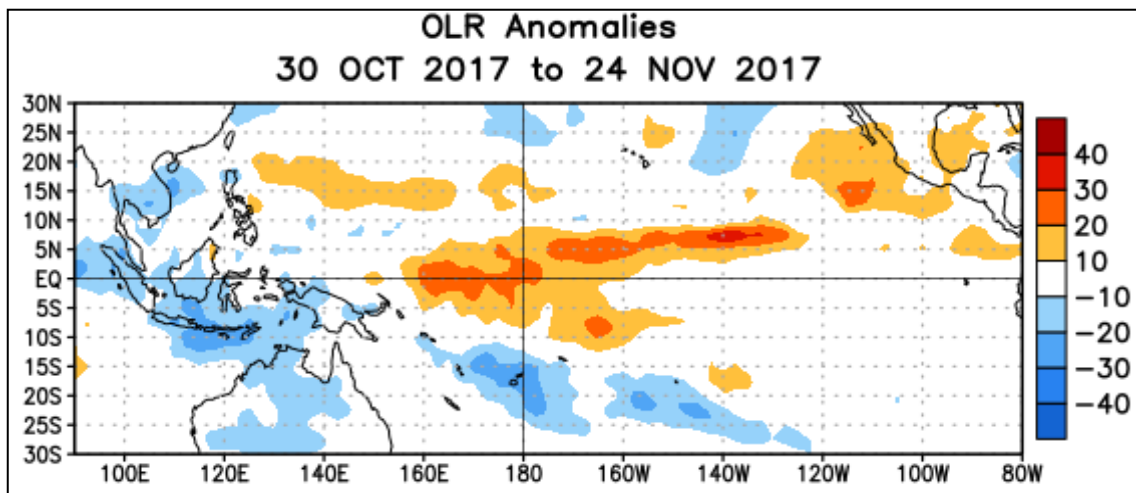 OLR Anomalies
30 OCT 2017 to 24 NOV 2017
30N
25N
20N
15N
10N
5N
EQ
5S
10S
15S
20S
25S
30S
100E 120E 140E 160E 180 160W 140W 120W 100W 80W
40
30
20
10
-10
-20
-30
-40